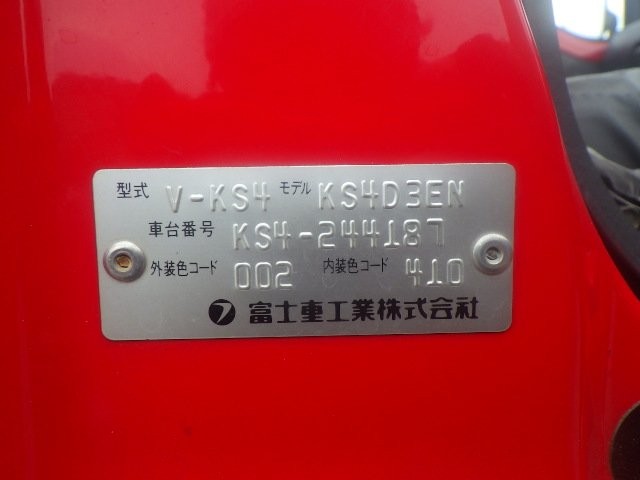 型式 V-KS4 モデル KS4D3EN
車台番号 KS4-244187
外装色コード 002 内装色コード 410
フ 富士重工業株式会社